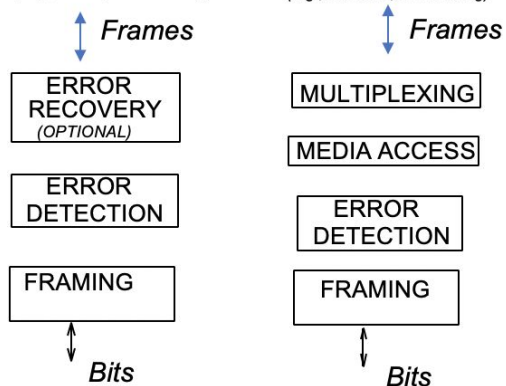 Frames
ERROR
RECOVERY
(OPTIONAL)
ERROR
DETECTION
FRAMING
Bits
Frames
MULTIPLEXING
MEDIA ACCESS
ERROR
DETECTION
FRAMING
Bits